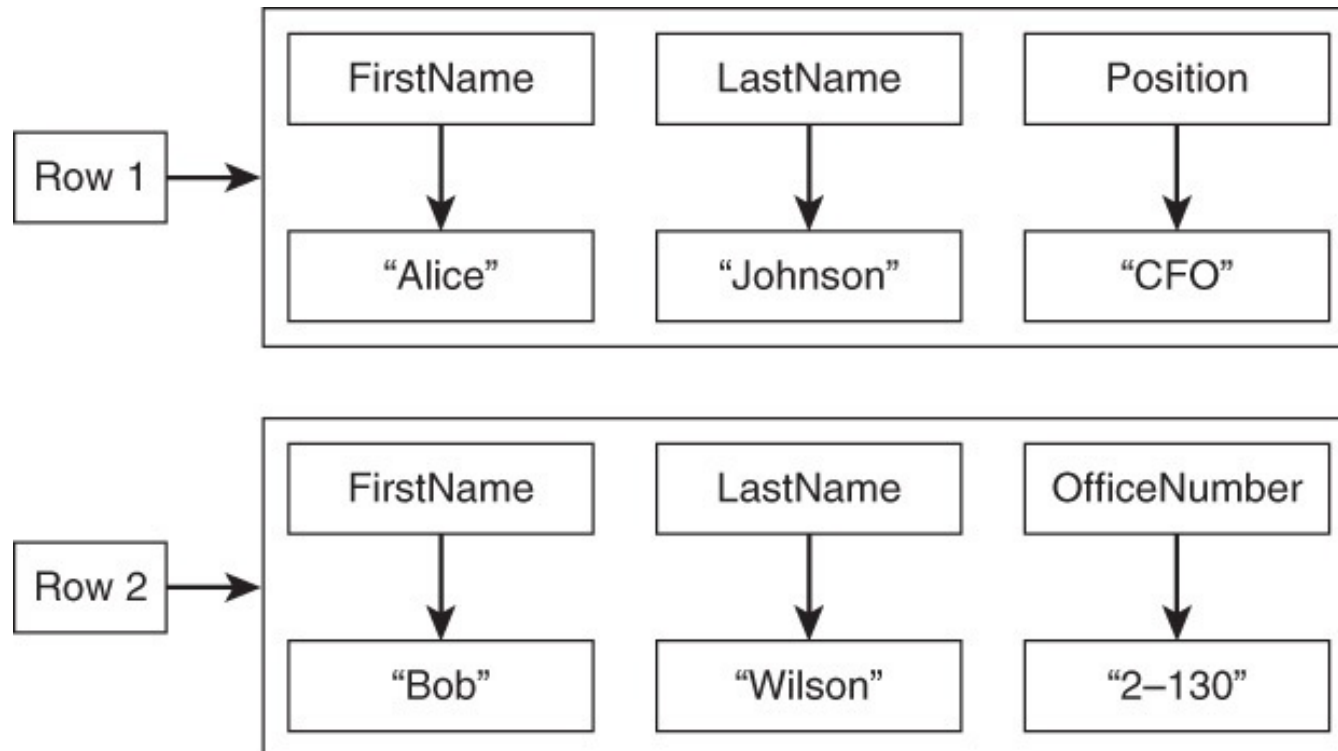 FirstName LastName Position
Row 1
“Alice” “Johnson” “CFO”
FirstName LastName OfficeNumber
Row 2
“Bob” “Wilson” “2–130”